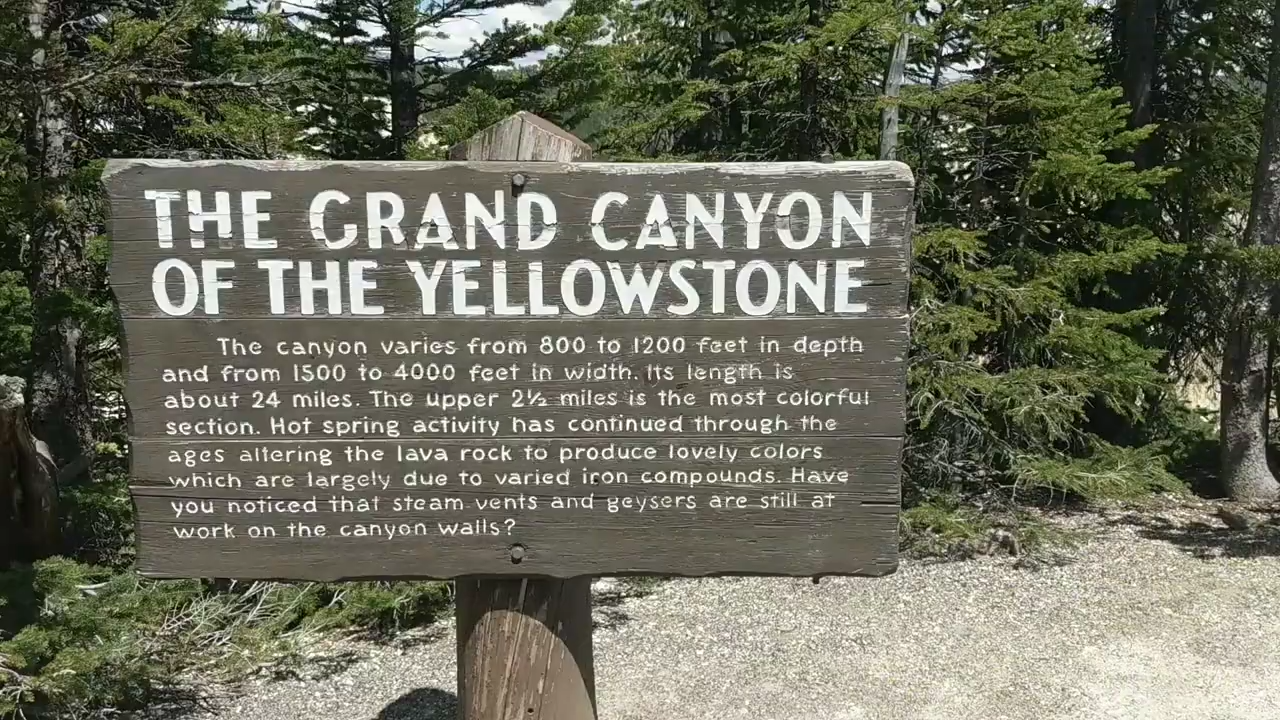 THE GRAND CANYON
OF THE YELLOWSTONE
The canyon varies from 800 to 1200 feet in depth
and from 1500 to 4000 feet in width. Its length is
about 24 miles. The upper 2½ miles is the most colorful
section. Hot spring activity has continued through the
ages altering the lava rock to produce lovely colors
which are largely due to varied iron compounds. Have
you noticed that steam vents and geysers are still at
work on the canyon walls?